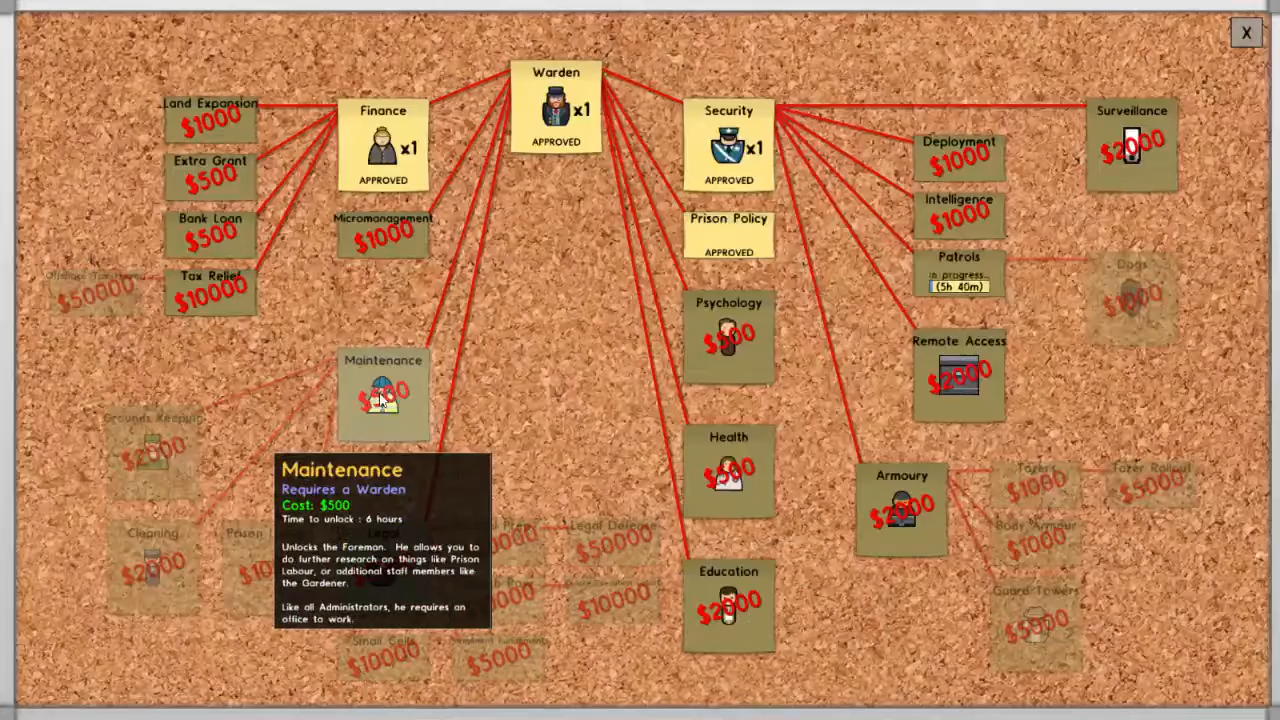 X
Warden
x1
APPROVED
Land Expansion
$1000
Finance
x1
APPROVED
Security
x1
APPROVED
Surveillance
$2000
Deployment
$1000
Extra Grant
$500
Intelligence
$1000
Bank Loan
$500
Micromanagement
$1000
Prison Policy
APPROVED
Patrols
in progress...
(5h 40m)
Dogs
$1000
Tax Relief
$10000
$50000
Psychology
$500
Remote Access
$2000
Maintenance
$500
Grounds Keeping
$2000
Health
$500
Armoury
$2000
Tazers
$1000
Tazer Rollout
$5000
Body Armour
$1000
Guard Towers
$5000
Education
$2000
Cleaning
$2000
Prison
Legal Defense
$50000
$10000
Small Cells
$10000
$5000
Maintenance
Requires a Warden
Cost: $500
Time to unlock : 6 hours
Unlocks the Foreman. He allows you to
do further research on things like Prison
Labour, or additional staff members like
the Gardener.
Like all Administrators, he requires an
office to work.